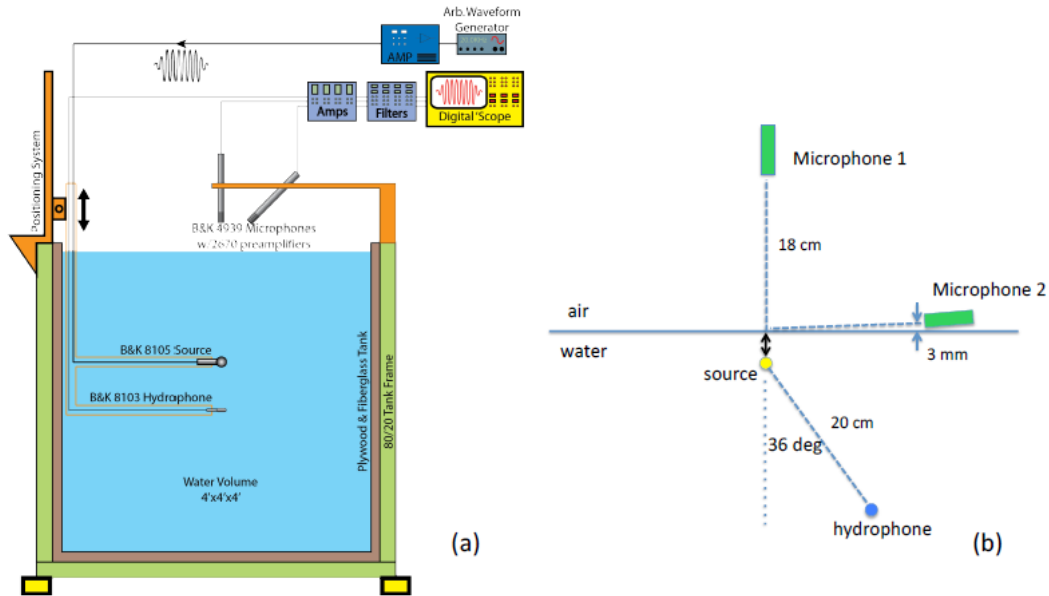 Arb. Waveform
Generator
AMP
Amps
Filters
Digital 'Scope
Positioning System
B&K 4939 Microphones
w/ 2670 preamplifiers
B&K 8105 Source
B&K 8103 Hydrophone
Plywood & Fiberglass Tank
80/20 Tank Frame
Water Volume
4'x4'x4'
(a)
Microphone 1
18 cm
Microphone 2
air
water
3 mm
source
20 cm
36 deg
hydrophone
(b)